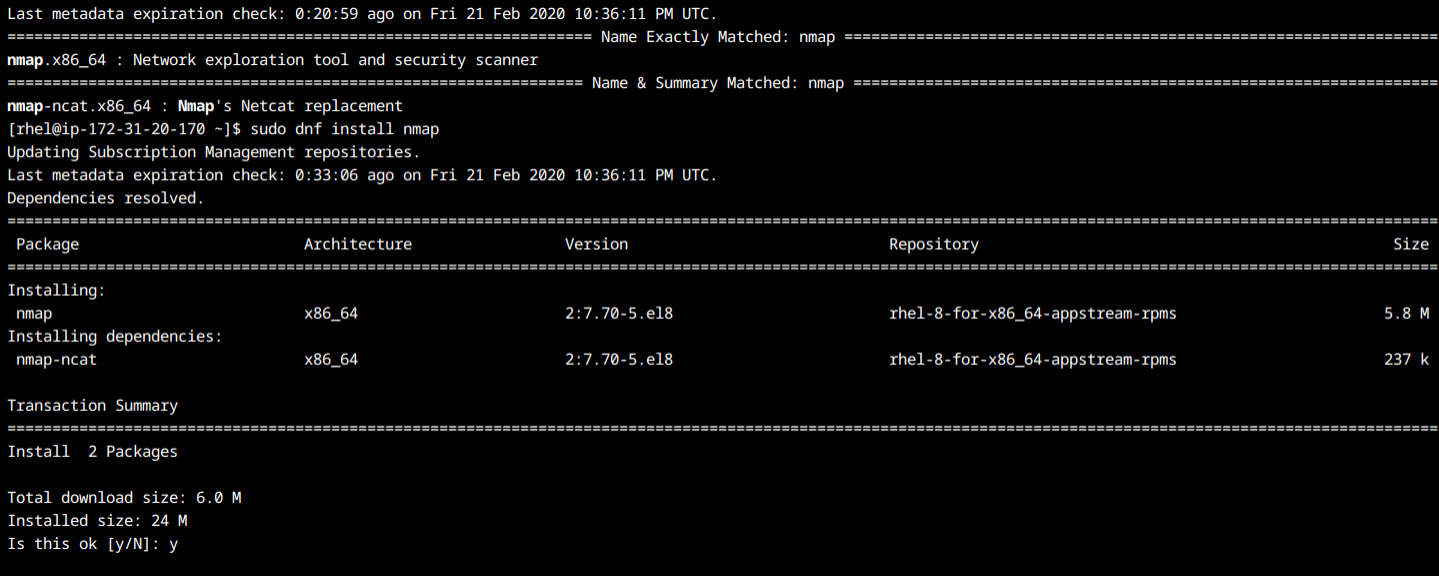 Last metadata expiration check: 0:20:59 ago on Fri 21 Feb 2020 10:36:11 PM UTC.
================================================================= Name Exactly Matched: nmap ==================================================================
nmap.x86_64 : Network exploration tool and security scanner
================================================================ Name & Summary Matched: nmap =================================================================
nmap-ncat.x86_64 : Nmap's Netcat replacement
[rhel@ip-172-31-20-170 ~]$ sudo dnf install nmap
Updating Subscription Management repositories.
Last metadata expiration check: 0:33:06 ago on Fri 21 Feb 2020 10:36:11 PM UTC.
Dependencies resolved.
===============================================================================================================================================================
 Package                         Architecture                 Version                             Repository                                              Size
===============================================================================================================================================================
Installing:
 nmap                            x86_64                       2:7.70-5.el8                        rhel-8-for-x86_64-appstream-rpms                       5.8 M
Installing dependencies:
 nmap-ncat                       x86_64                       2:7.70-5.el8                        rhel-8-for-x86_64-appstream-rpms                       237 k

Transaction Summary
===============================================================================================================================================================
Install  2 Packages

Total download size: 6.0 M
Installed size: 24 M
Is this ok [y/N]: y